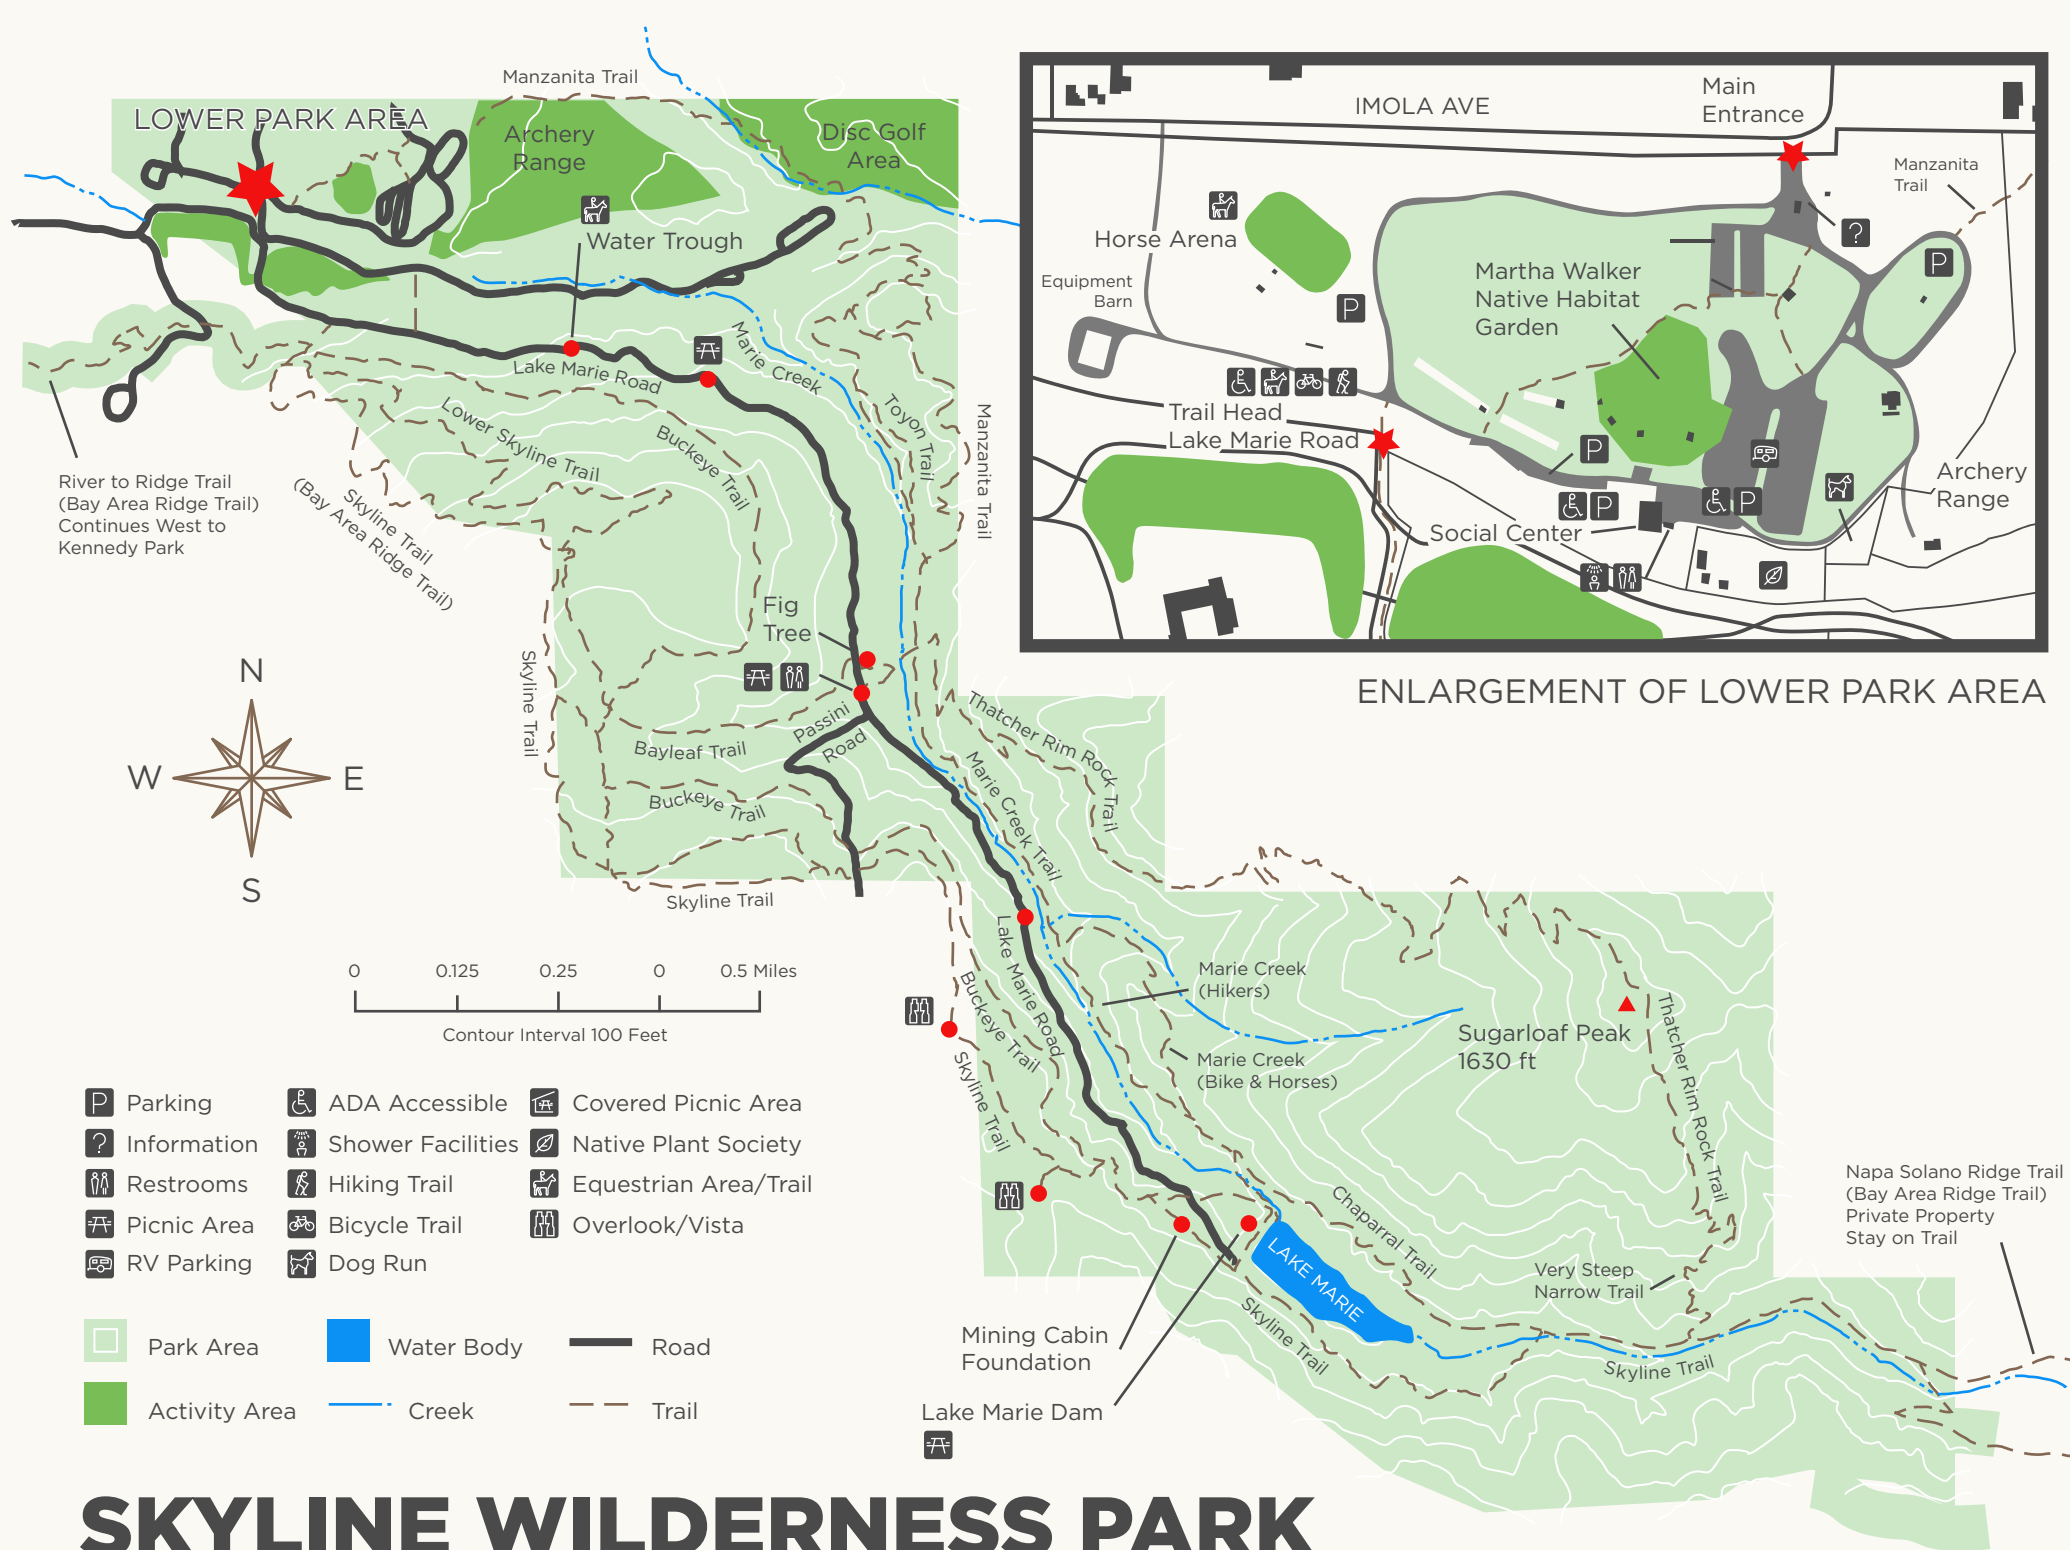 Manzanita Trail
LOWER PARK AREA
Archery
Range
Disc Golf
Area
Water Trough
Lake Marie Road
Marie Creek
Toyon Trail
Manzanita Trail
Lower Skyline Trail
Buckeye Trail
River to Ridge Trail
(Bay Area Ridge Trail)
Continues West to
Kennedy Park
Skyline Trail
(Bay Area Ridge Trail)
Fig
Tree
Skyline Trail
Passini
Road
Bayleaf Trail
Buckeye Trail
Skyline Trail
Thatcher Rim Rock Trail
Marie Creek Trail
IMOLA AVE
Main
Entrance
Manzanita
Trail
?
P
Horse Arena
Equipment
Barn
P
Martha Walker
Native Habitat
Garden
Trail Head
Lake Marie Road
P
P
P
Archery
Range
Social Center
ENLARGEMENT OF LOWER PARK AREA
N
W
E
S
0
0.125
0.25
0
0.5 Miles
Contour Interval 100 Feet
Lake Marie Road
Buckeye Trail
Skyline Trail
Marie Creek
(Hikers)
Marie Creek
(Bike & Horses)
Sugarloaf Peak
1630 ft
Thatcher Rim Rock Trail
Chaparral Trail
LAKE MARIE
Very Steep
Narrow Trail
Napa Solano Ridge Trail
(Bay Area Ridge Trail)
Private Property
Stay on Trail
Skyline Trail
Skyline Trail
Mining Cabin
Foundation
Lake Marie Dam
P Parking
ADA Accessible
Covered Picnic Area
? Information
Shower Facilities
Native Plant Society
Restrooms
Hiking Trail
Equestrian Area/Trail
Picnic Area
Bicycle Trail
Overlook/Vista
RV Parking
Dog Run
Park Area
Water Body
Road
Activity Area
Creek
Trail
SKYLINE WILDERNESS PARK